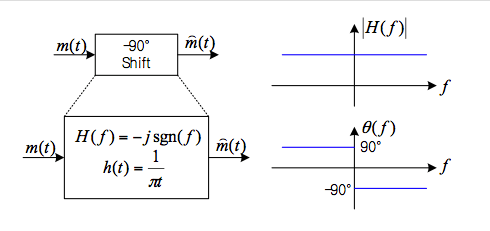 m(t) −90° Shift m̂(t)
|H(f)|
f
m(t) H(f) = −j sgn(f) m̂(t)
h(t) = 1/πt
θ(f)
90°
f
−90°